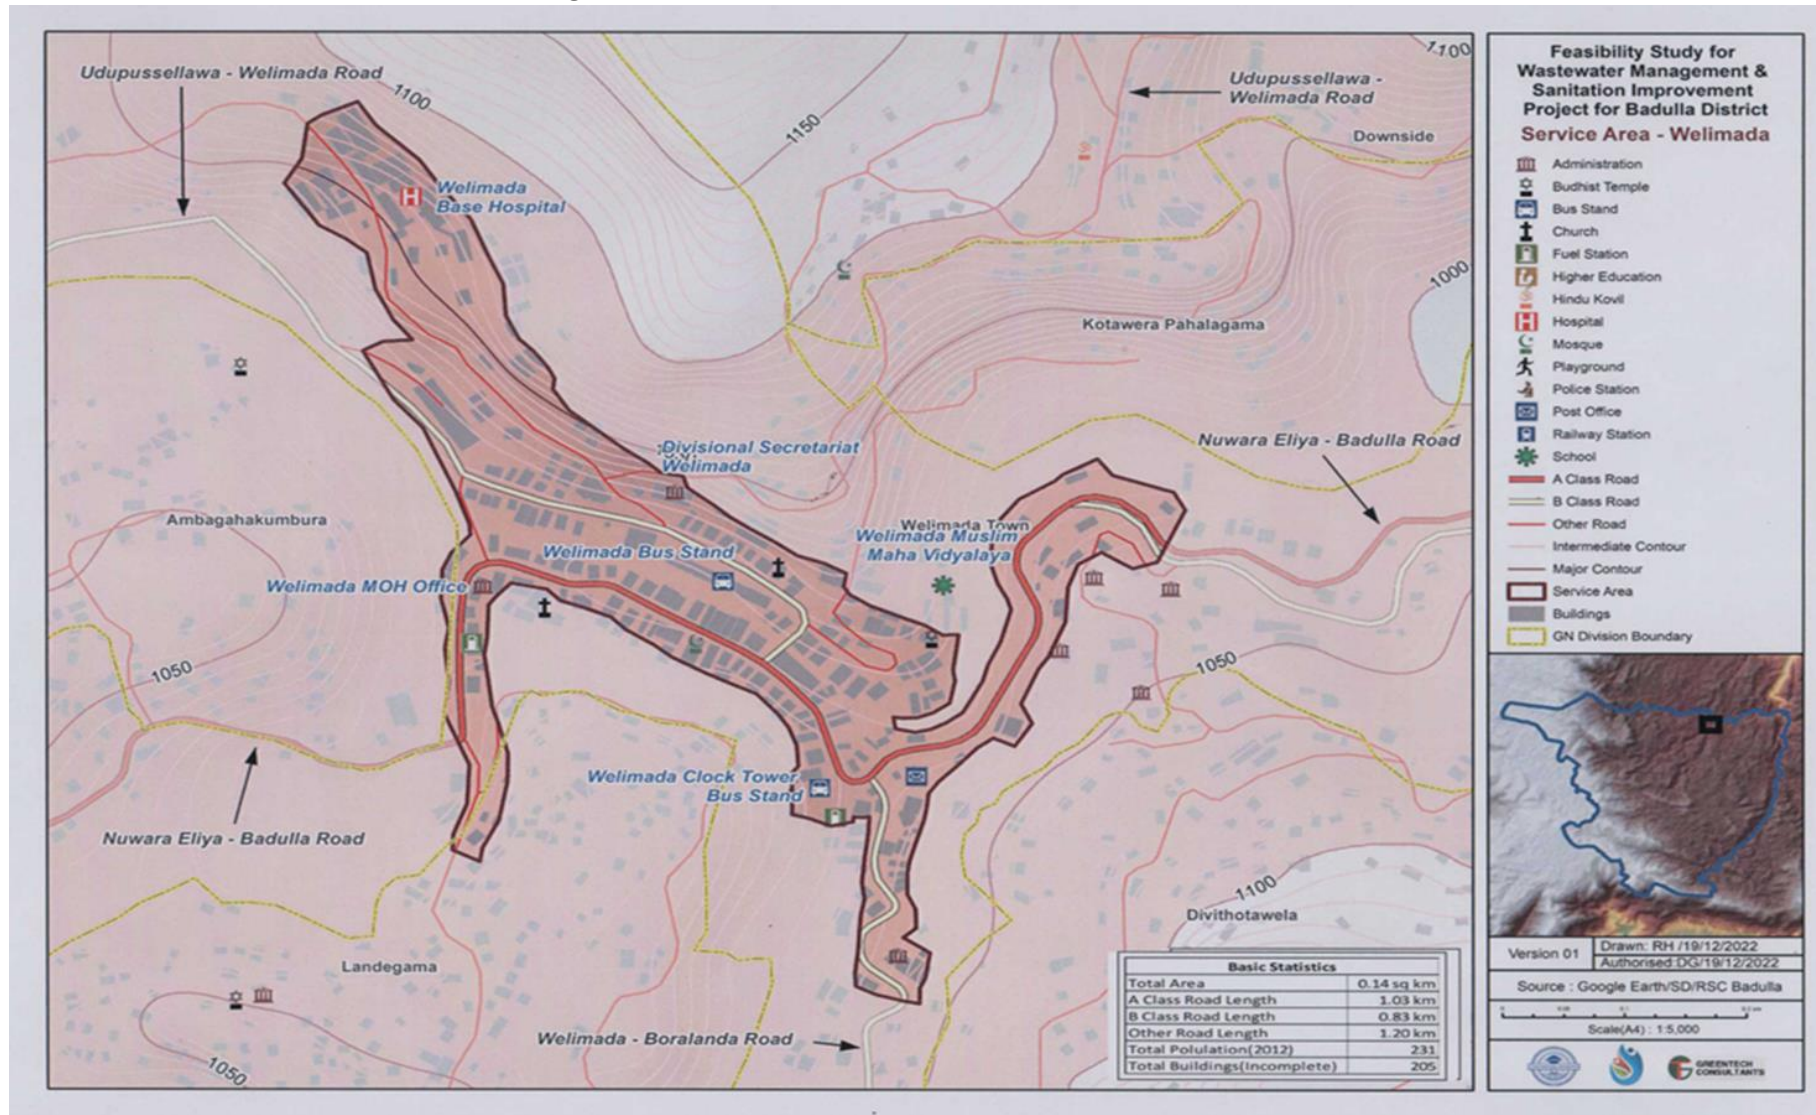 Udupussellawa - Welimada Road
1100
1150
Udupussellawa -
Welimada Road
1100
Downside
Welimada
Base Hospital
1000
Kotawera Pahalagama
Nuwara Eliya - Badulla Road
Divisional Secretariat
Welimada
Ambagahakumbura
Welimada Town
Welimada Muslim
Maha Vidyalaya
Welimada Bus Stand
Welimada MOH Office
1050
1050
Welimada Clock Tower
Bus Stand
Nuwara Eliya - Badulla Road
1100
Divithotawela
Landegama
Welimada - Boralanda Road
1050
Basic Statistics
Total Area 0.14 sq km
A Class Road Length 1.03 km
B Class Road Length 0.83 km
Other Road Length 1.20 km
Total Polulation(2012) 231
Total Buildings(Incomplete) 205
Feasibility Study for
Wastewater Management &
Sanitation Improvement
Project for Badulla District
Service Area - Welimada
Administration
Budhist Temple
Bus Stand
Church
Fuel Station
Higher Education
Hindu Kovil
Hospital
Mosque
Playground
Police Station
Post Office
Railway Station
School
A Class Road
B Class Road
Other Road
Intermediate Contour
Major Contour
Service Area
Buildings
GN Division Boundary
Version 01
Drawn: RH /19/12/2022
Authorised:DG/19/12/2022
Source : Google Earth/SD/RSC Badulla
Scale(A4) : 1:5,000
GREENTECH
CONSULTANTS